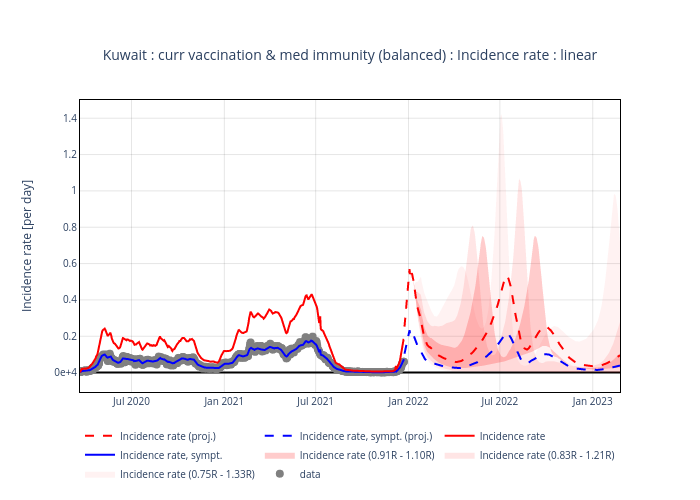 Kuwait : curr vaccination & med immunity (balanced) : Incidence rate : linear
Incidence rate [per day]
1.4
1.2
1
0.8
0.6
0.4
0.2
0e+4
Jul 2020
Jan 2021
Jul 2021
Jan 2022
Jul 2022
Jan 2023
Incidence rate (proj.)
Incidence rate, sympt. (proj.)
Incidence rate
Incidence rate, sympt.
Incidence rate (0.91R - 1.10R)
Incidence rate (0.83R - 1.21R)
Incidence rate (0.75R - 1.33R)
data